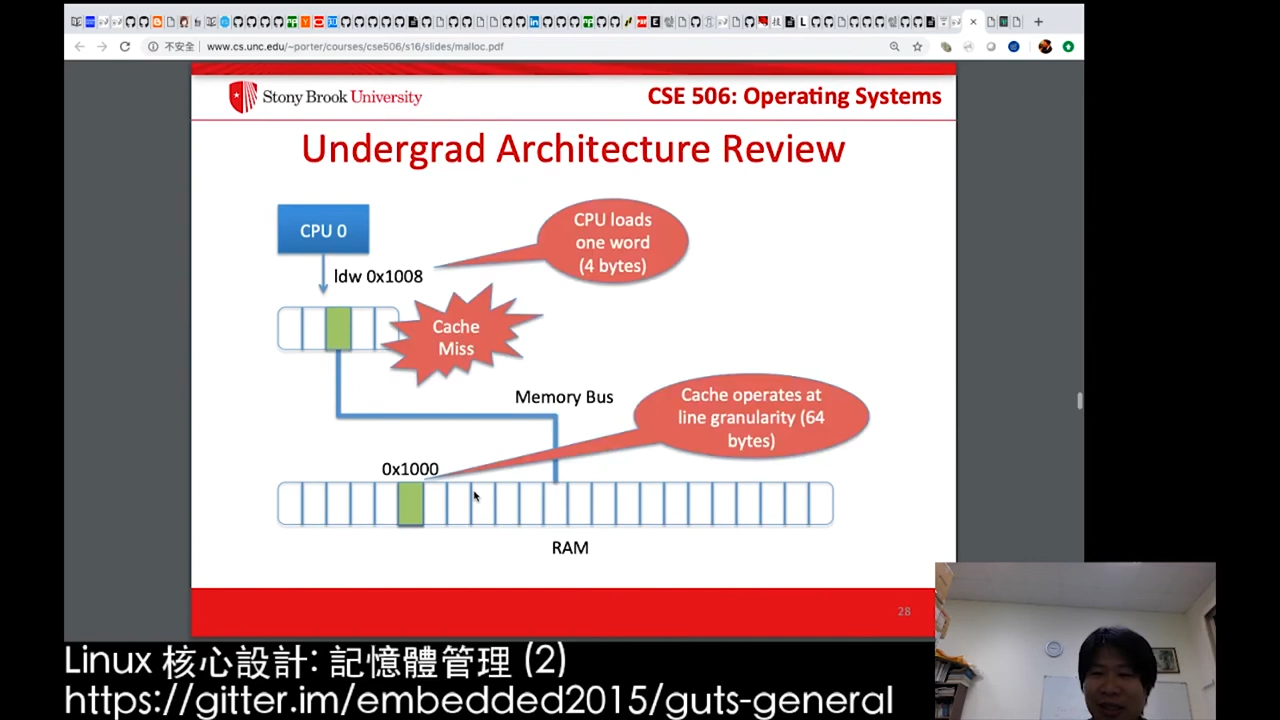 不安全
www.cs.unc.edu/~porter/courses/cse506/s16/slides/malloc.pdf
Stony Brook University
CSE 506: Operating Systems
Undergrad Architecture Review
CPU 0
CPU loads
one word
(4 bytes)
ldw 0x1008
Cache
Miss
Memory Bus
Cache operates at
line granularity (64
bytes)
0x1000
RAM
28
Linux 核心設計: 記憶體管理 (2)
https://gitter.im/embedded2015/guts-general